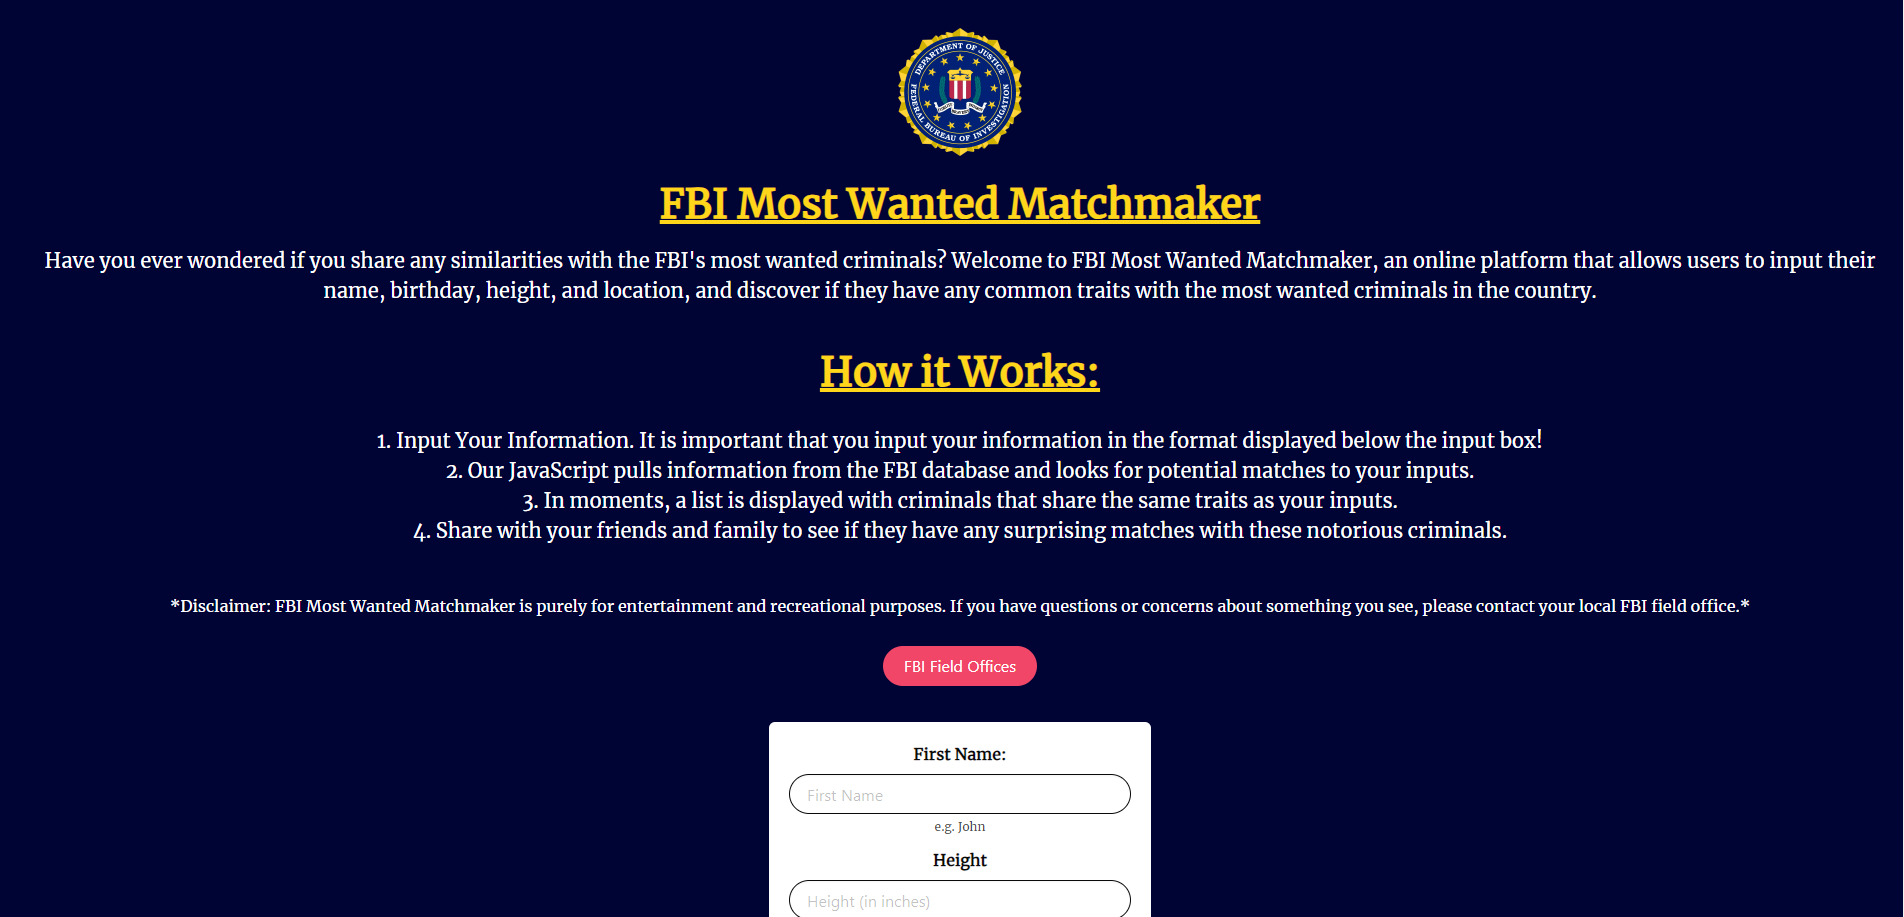 DEPARTMENT OF JUSTICE
FEDERAL BUREAU OF INVESTIGATION
FBI Most Wanted Matchmaker
Have you ever wondered if you share any similarities with the FBI's most wanted criminals? Welcome to FBI Most Wanted Matchmaker, an online platform that allows users to input their
name, birthday, height, and location, and discover if they have any common traits with the most wanted criminals in the country.
How it Works:
1. Input Your Information. It is important that you input your information in the format displayed below the input box!
2. Our JavaScript pulls information from the FBI database and looks for potential matches to your inputs.
3. In moments, a list is displayed with criminals that share the same traits as your inputs.
4. Share with your friends and family to see if they have any surprising matches with these notorious criminals.
*Disclaimer: FBI Most Wanted Matchmaker is purely for entertainment and recreational purposes. If you have questions or concerns about something you see, please contact your local FBI field office.*
FBI Field Offices
First Name:
First Name
e.g. John
Height
Height (in inches)